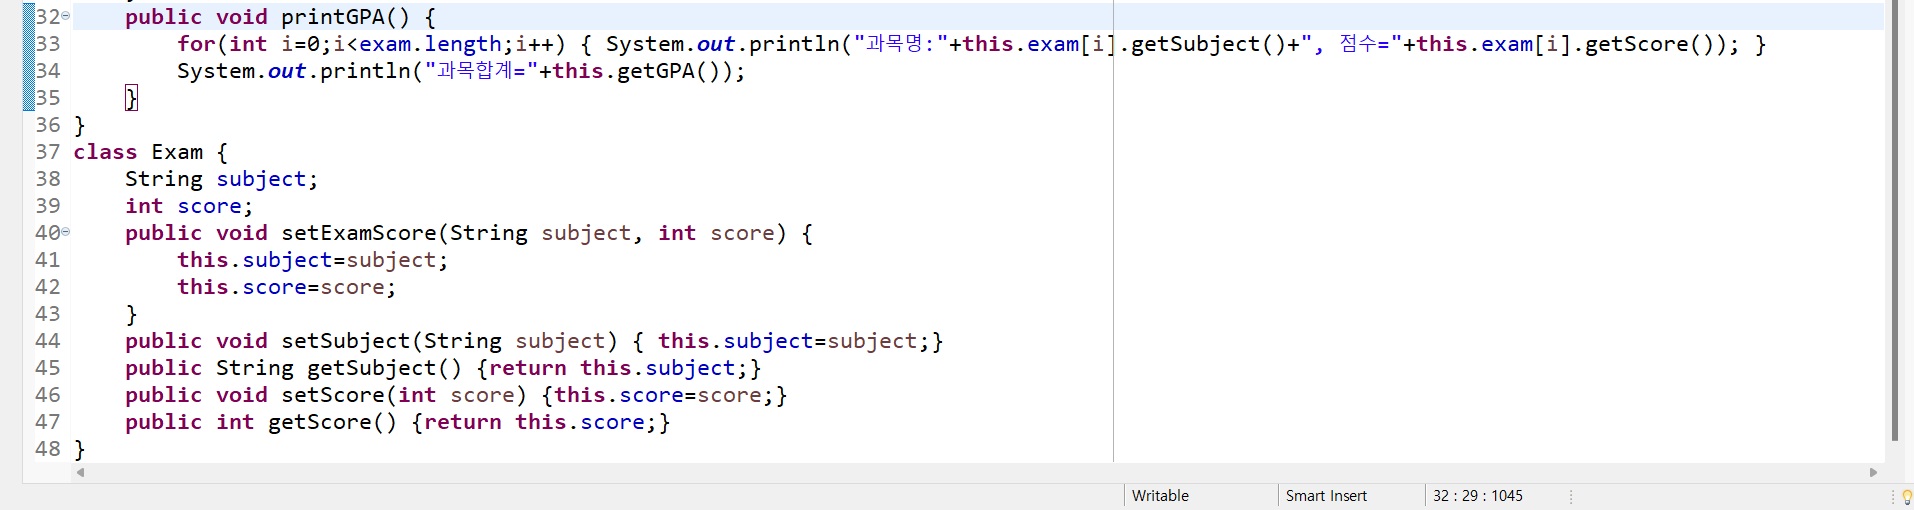 32 public void printGPA() {
33 for(int i=0;i<exam.length;i++) { System.out.println("과목명:"+this.exam[i].getSubject()+", 점수="+this.exam[i].getScore()); }
34 System.out.println("과목합계="+this.getGPA());
35 }
36 }
37 class Exam {
38 String subject;
39 int score;
40 public void setExamScore(String subject, int score) {
41 this.subject=subject;
42 this.score=score;
43 }
44 public void setSubject(String subject) { this.subject=subject;}
45 public String getSubject() {return this.subject;}
46 public void setScore(int score) {this.score=score;}
47 public int getScore() {return this.score;}
48 }
Writable Smart Insert 32 : 29 : 1045